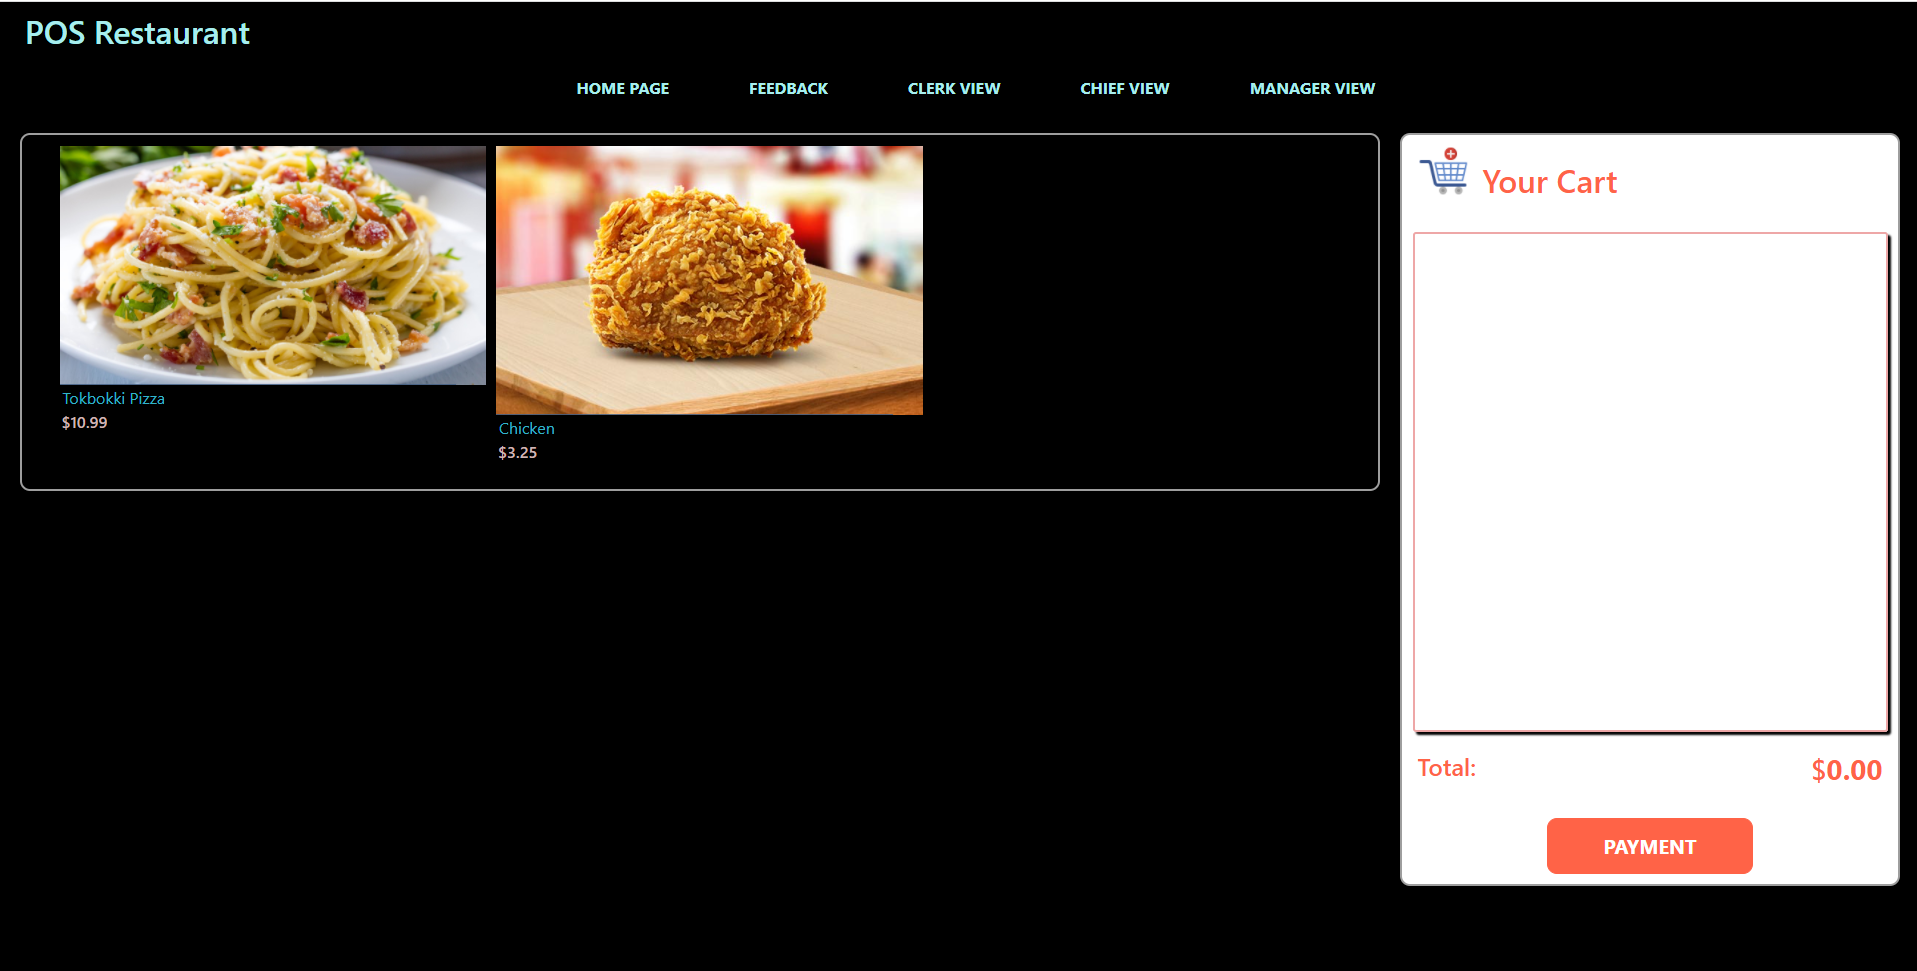 POS Restaurant
HOME PAGE FEEDBACK CLERK VIEW CHIEF VIEW MANAGER VIEW
Tokbokki Pizza
$10.99
Chicken
$3.25
Your Cart
Total: $0.00
PAYMENT